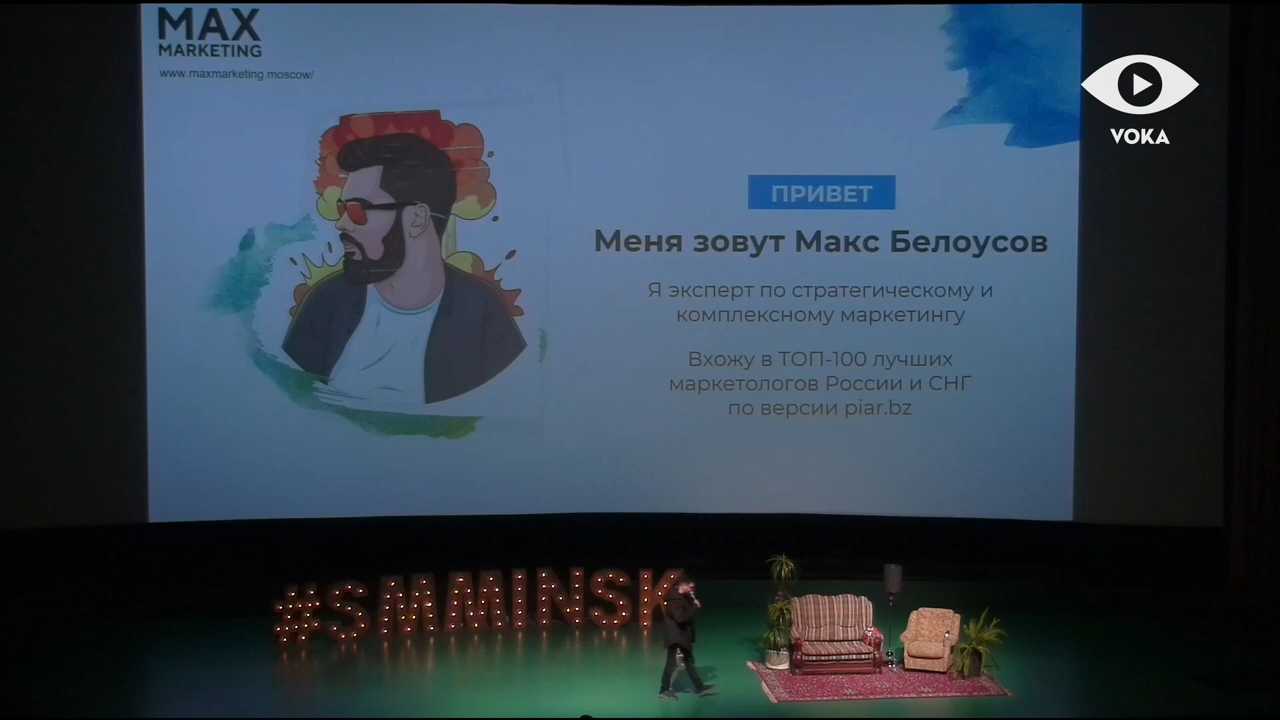 MAX
MARKETING
www.maxmarketing.moscow/
VOKA
ПРИВЕТ
Меня зовут Макс Белоусов
Я эксперт по стратегическому и
комплексному маркетингу
Вхожу в ТОП-100 лучших
маркетологов России и СНГ
по версии piar.bz
#SMMINSK